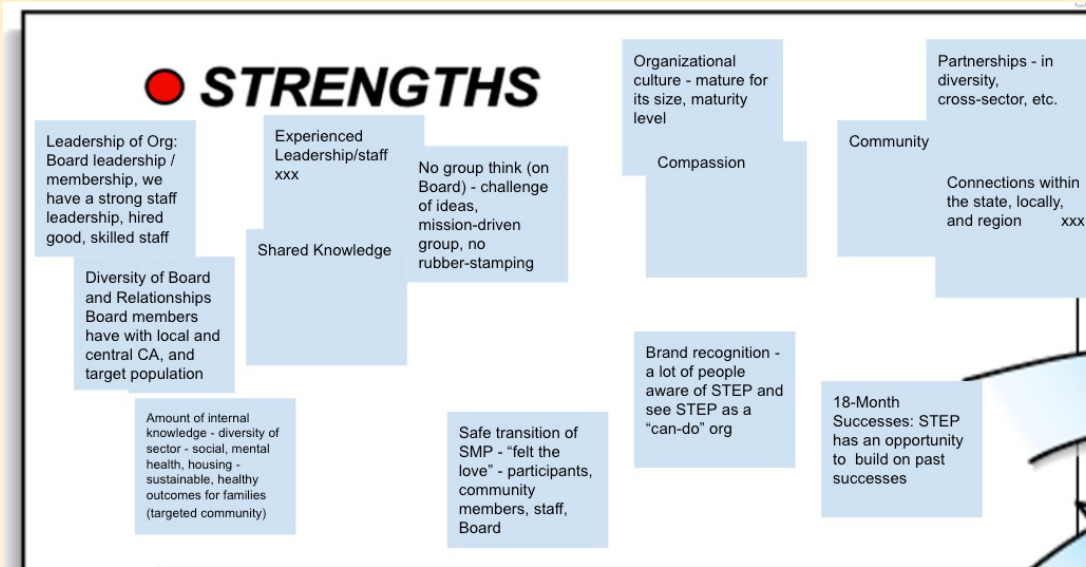 STRENGTHS
Leadership of Org:
Board leadership /
membership, we
have a strong staff
leadership, hired
good, skilled staff
Diversity of Board
and Relationships
Board members
have with local and
central CA, and
target population
Amount of internal
knowledge - diversity of
sector - social, mental
health, housing -
sustainable, healthy
outcomes for families
(targeted community)
Experienced
Leadership/staff
xxx
Shared Knowledge
No group think (on
Board) - challenge
of ideas,
mission-driven
group, no
rubber-stamping
Safe transition of
SMP - “felt the
love” - participants,
community
members, staff,
Board
Organizational
culture - mature for
its size, maturity
level
Compassion
Brand recognition -
a lot of people
aware of STEP and
see STEP as a
“can-do” org
Partnerships - in
diversity,
cross-sector, etc.
Community
Connections within
the state, locally,
and region xxx
18-Month
Successes: STEP
has an opportunity
to build on past
successes